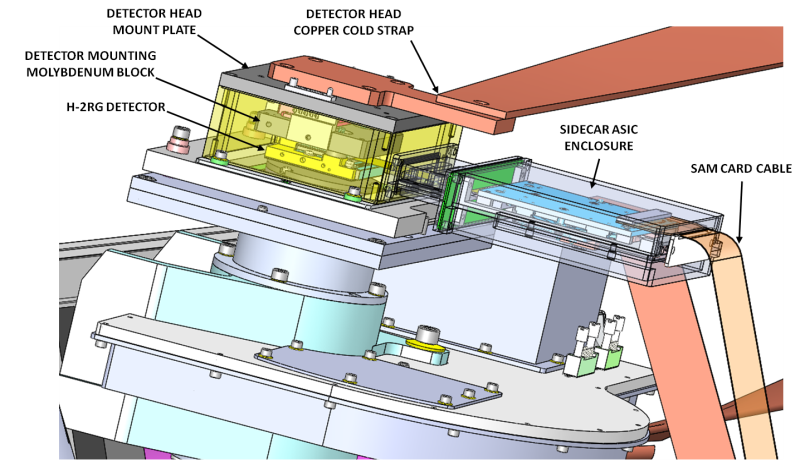 DETECTOR HEAD
MOUNT PLATE
DETECTOR HEAD
COPPER COLD STRAP
DETECTOR MOUNTING
MOLYBDENUM BLOCK
H-2RG DETECTOR
SIDECAR ASIC
ENCLOSURE
SAM CARD CABLE